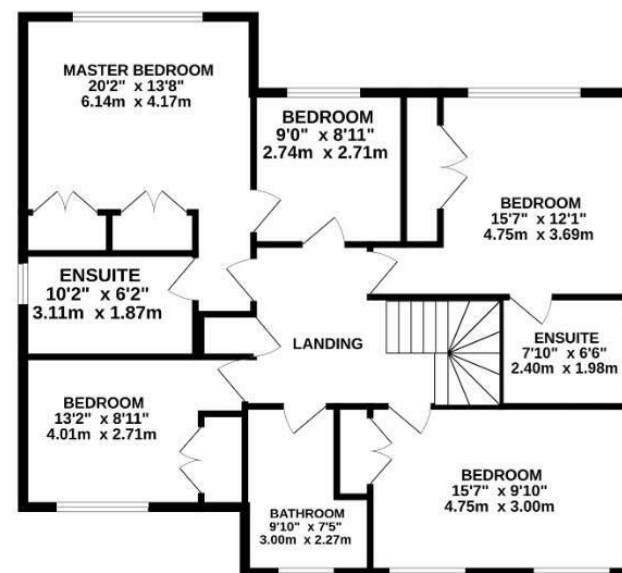 MASTER BEDROOM
20'2" x 13'8"
6.14m x 4.17m
BEDROOM
9'0" x 8'11"
2.74m x 2.71m
BEDROOM
15'7" x 12'1"
4.75m x 3.69m
ENSUITE
10'2" x 6'2"
3.11m x 1.87m
LANDING
ENSUITE
7'10" x 6'6"
2.40m x 1.98m
BEDROOM
13'2" x 8'11"
4.01m x 2.71m
BATHROOM
9'10" x 7'5"
3.00m x 2.27m
BEDROOM
15'7" x 9'10"
4.75m x 3.00m